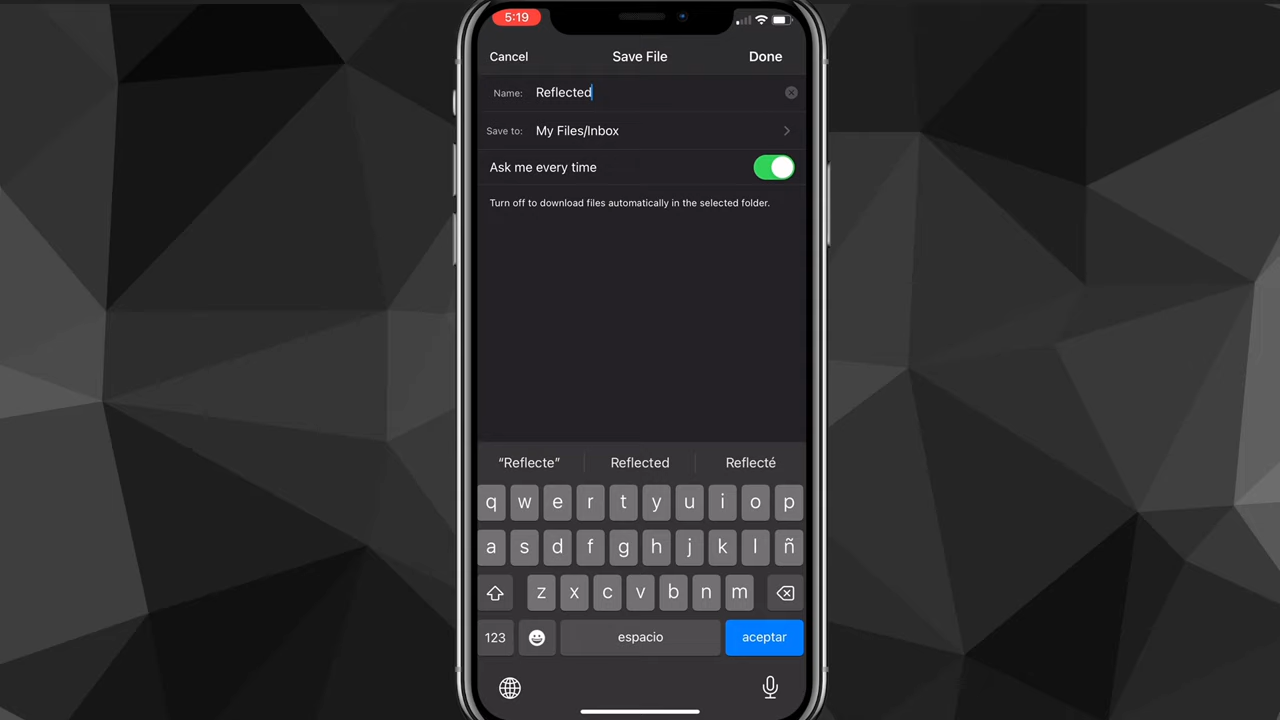 5:19
Cancel Save File Done
Name: Reflected
Save to: My Files/Inbox
Ask me every time
Turn off to download files automatically in the selected folder.
“Reflecte” Reflected Reflecté
q w e r t y u i o p
a s d f g h j k l ñ
z x c v b n m
123 espacio aceptar